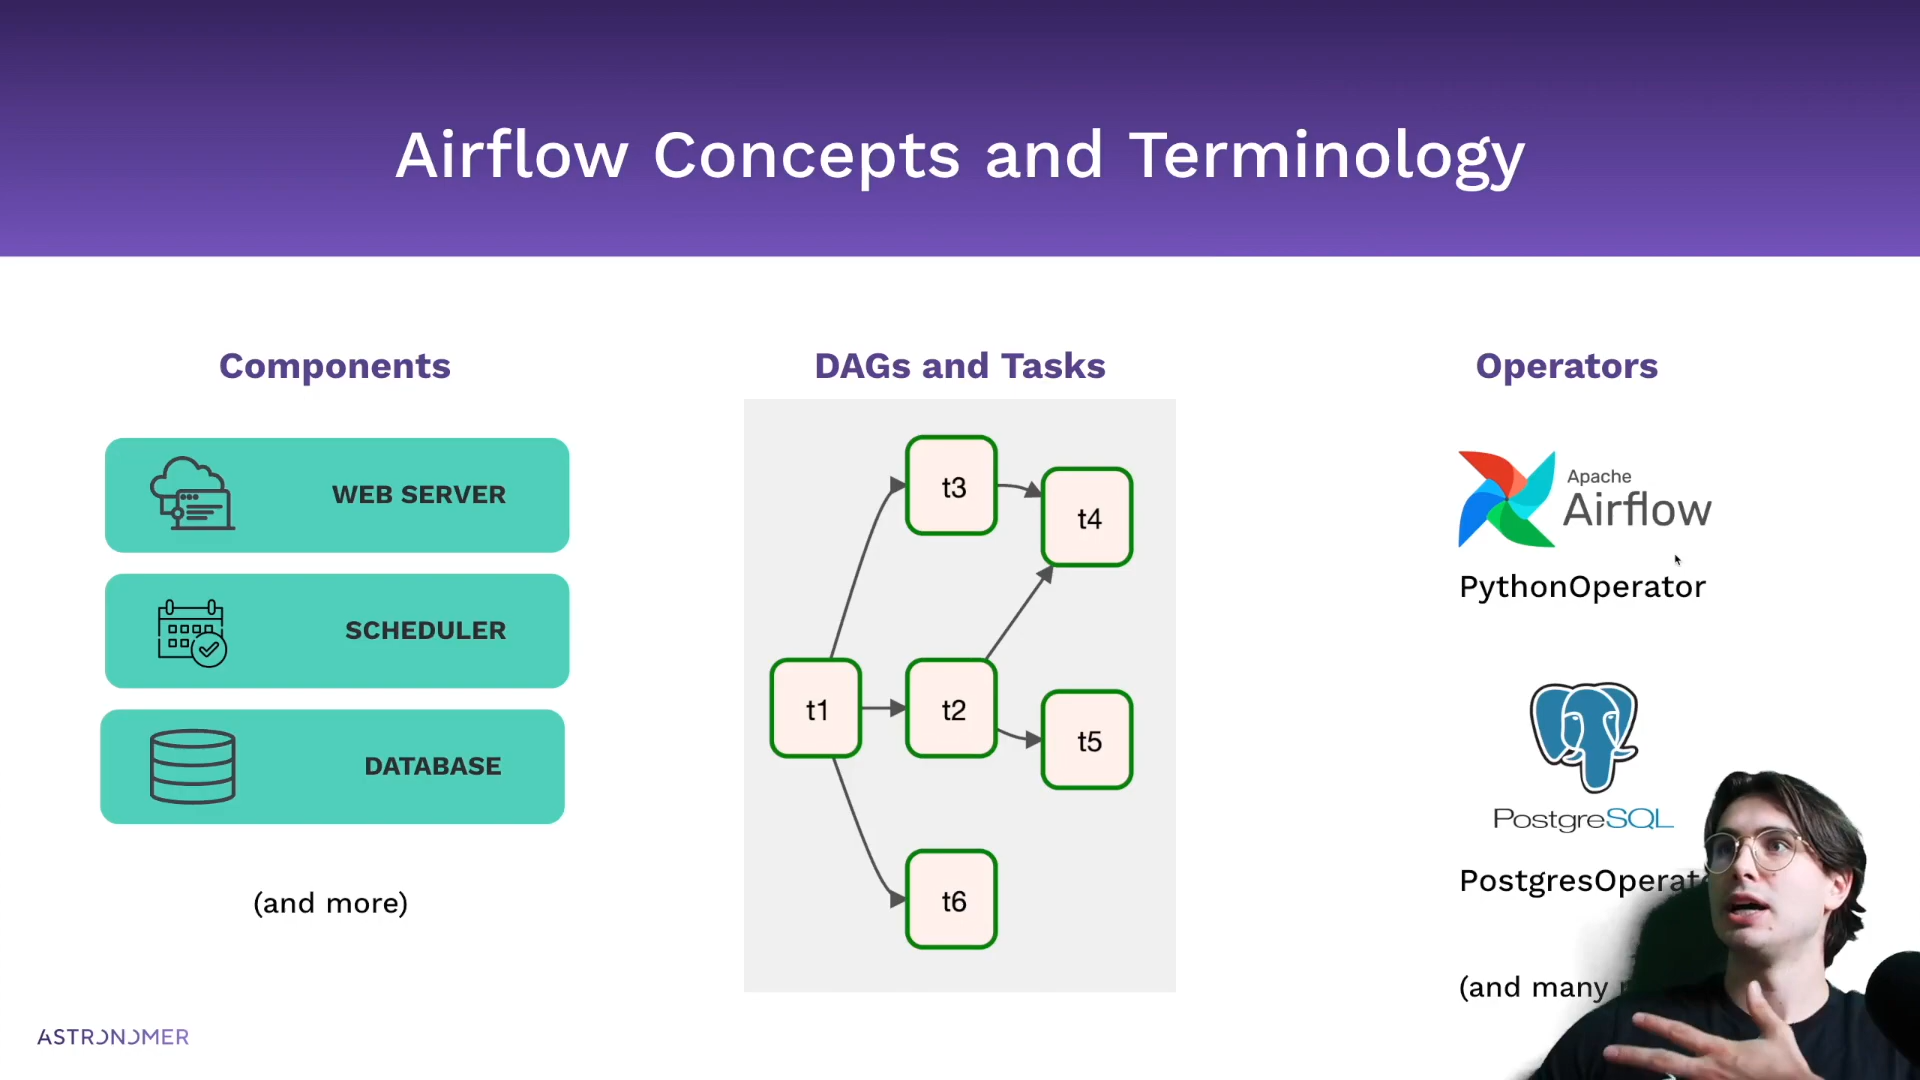 Airflow Concepts and Terminology
Components
WEB SERVER
SCHEDULER
DATABASE
(and more)
DAGs and Tasks
t3
t4
t1
t2
t5
t6
Operators
Apache
Airflow
PythonOperator
PostgreSQL
(and many
ASTRONOMER